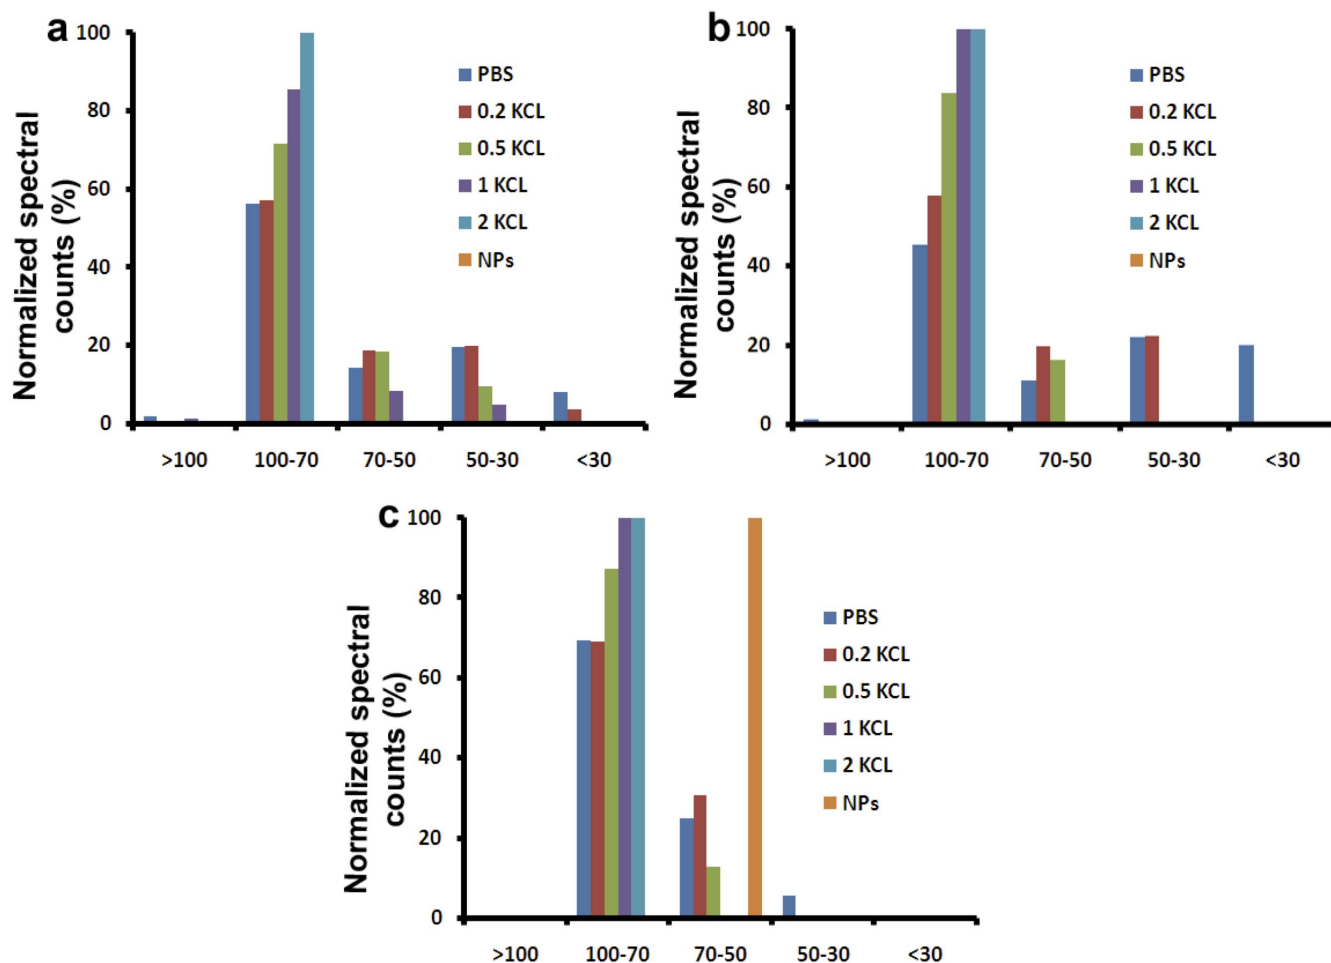 a
Normalized spectral
counts (%)
100
80
60
40
20
0
PBS
0.2 KCL
0.5 KCL
1 KCL
2 KCL
NPs
>100 100-70 70-50 50-30 <30
b
Normalized spectral
counts (%)
100
80
60
40
20
0
PBS
0.2 KCL
0.5 KCL
1 KCL
2 KCL
NPs
>100 100-70 70-50 50-30 <30
c
Normalized spectral
counts (%)
100
80
60
40
20
0
PBS
0.2 KCL
0.5 KCL
1 KCL
2 KCL
NPs
>100 100-70 70-50 50-30 <30